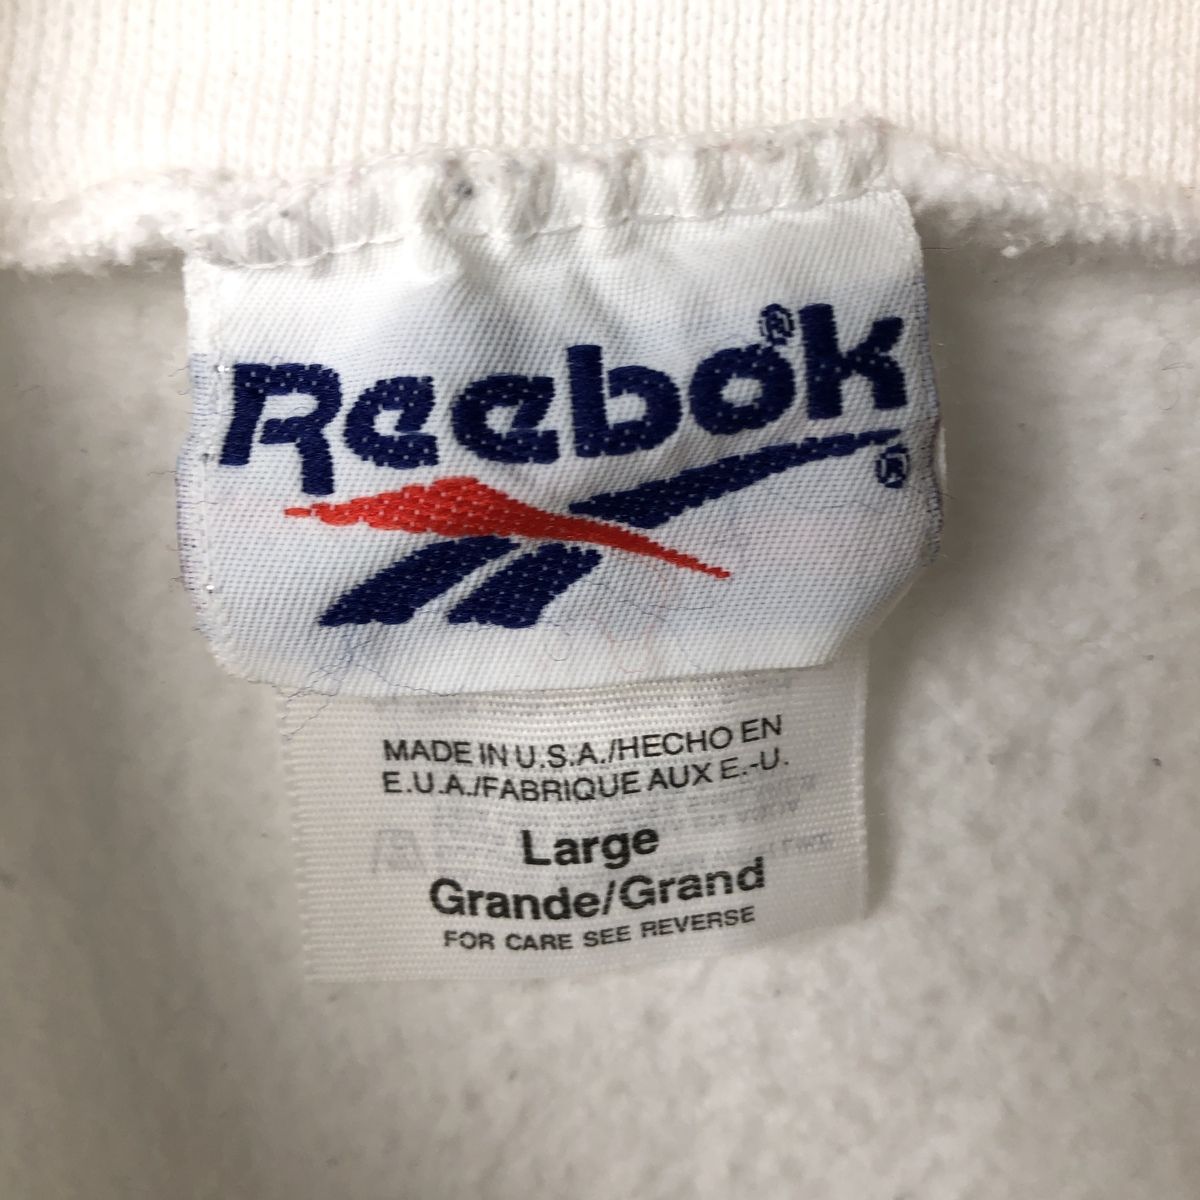 Reebok®
®
MADE IN U.S.A./HECHO EN
E.U.A./FABRIQUE AUX E.-U.
Large
Grande/Grand
FOR CARE SEE REVERSE